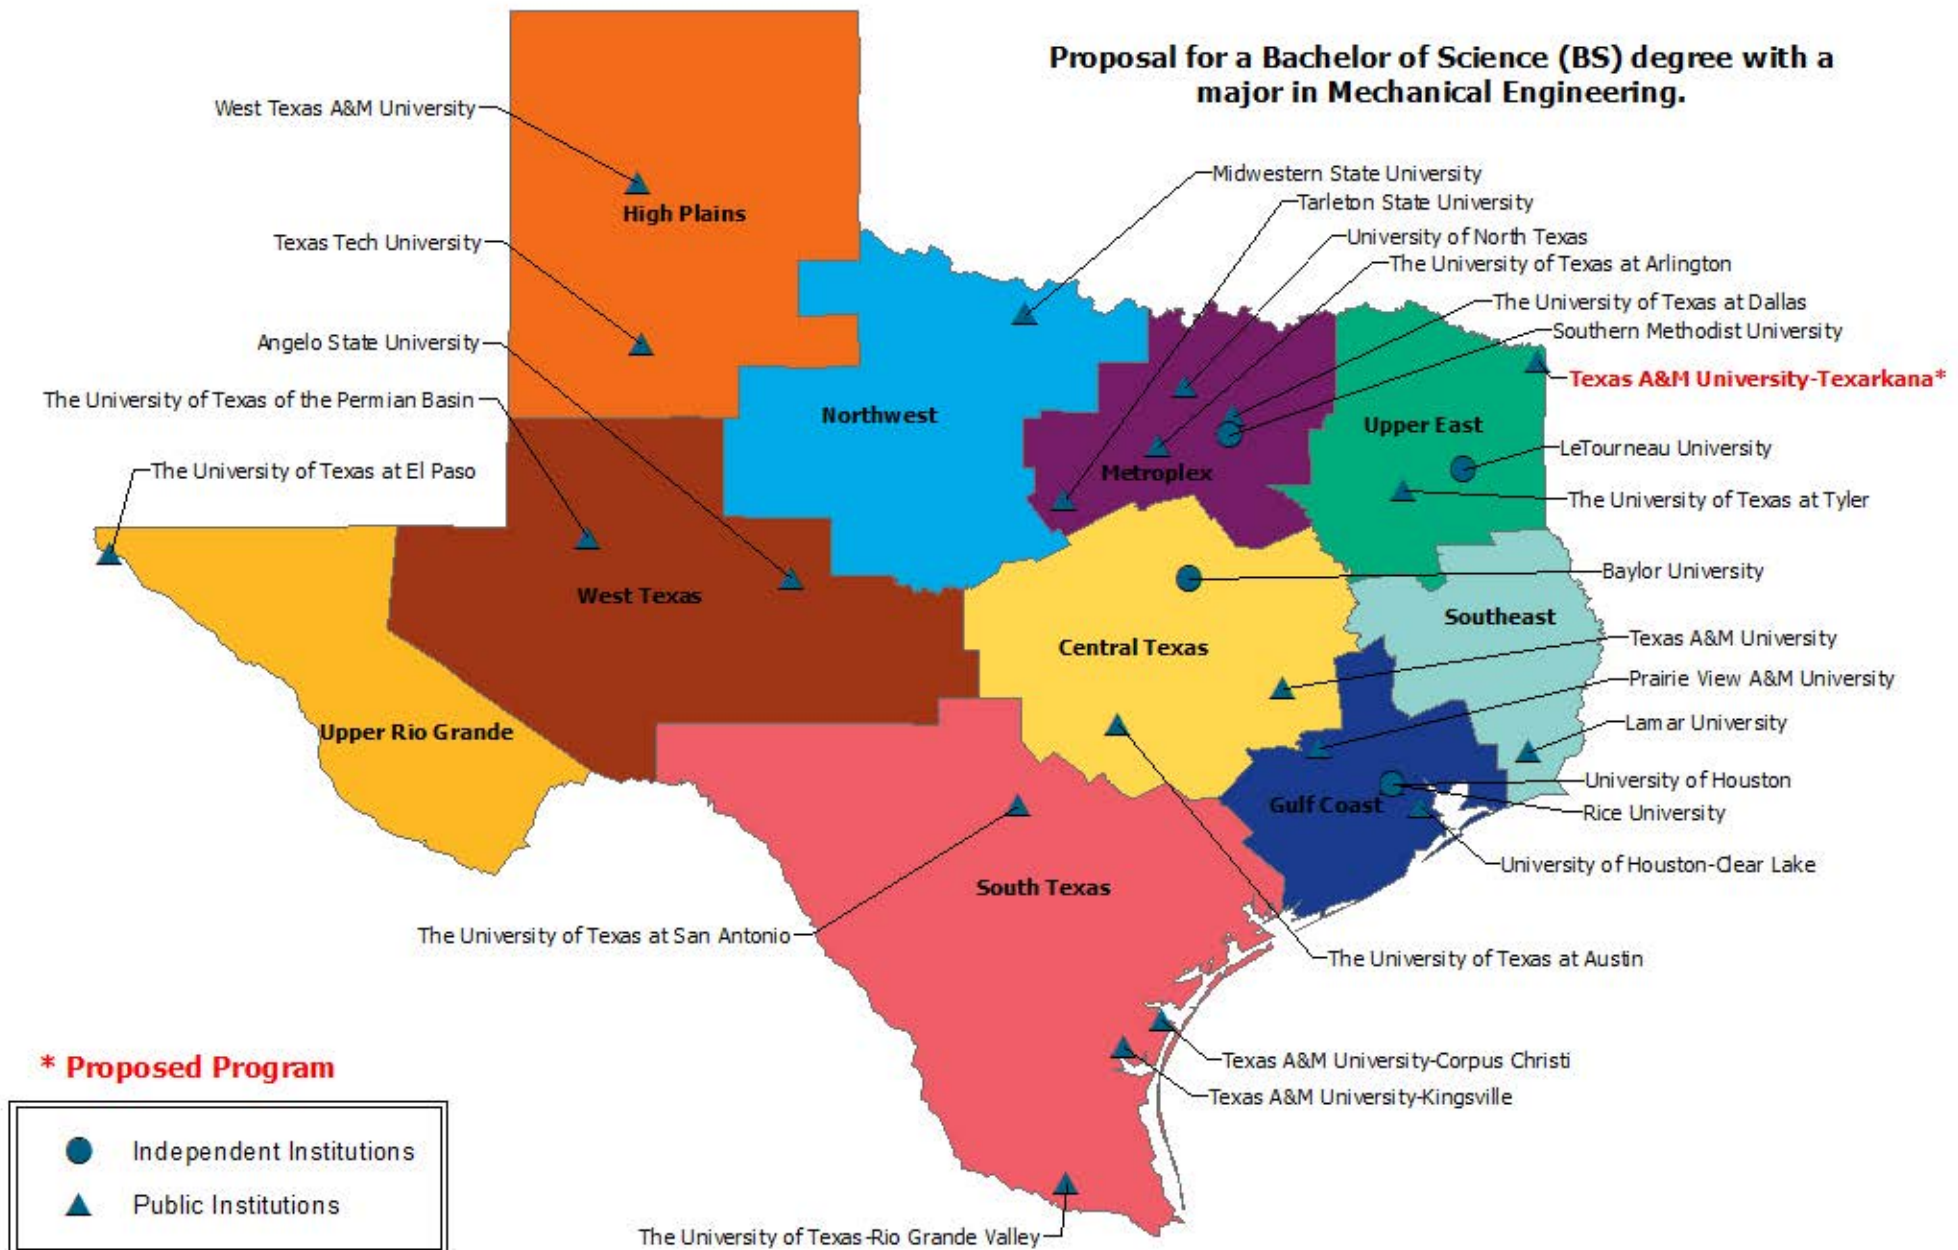 Proposal for a Bachelor of Science (BS) degree with a
major in Mechanical Engineering.
West Texas A&M University
High Plains
Texas Tech University
Angelo State University
The University of Texas of the Permian Basin
The University of Texas at El Paso
Midwestern State University
Tarleton State University
University of North Texas
The University of Texas at Arlington
The University of Texas at Dallas
Southern Methodist University
Texas A&M University-Texarkana*
Northwest
Metroplex
Upper East
LeTourneau University
The University of Texas at Tyler
Baylor University
West Texas
Central Texas
Southeast
Texas A&M University
Prairie View A&M University
Lamar University
Upper Rio Grande
University of Houston
Gulf Coast
Rice University
University of Houston-Clear Lake
South Texas
The University of Texas at San Antonio
The University of Texas at Austin
Texas A&M University-Corpus Christi
Texas A&M University-Kingsville
The University of Texas-Rio Grande Valley
* Proposed Program
Independent Institutions
Public Institutions